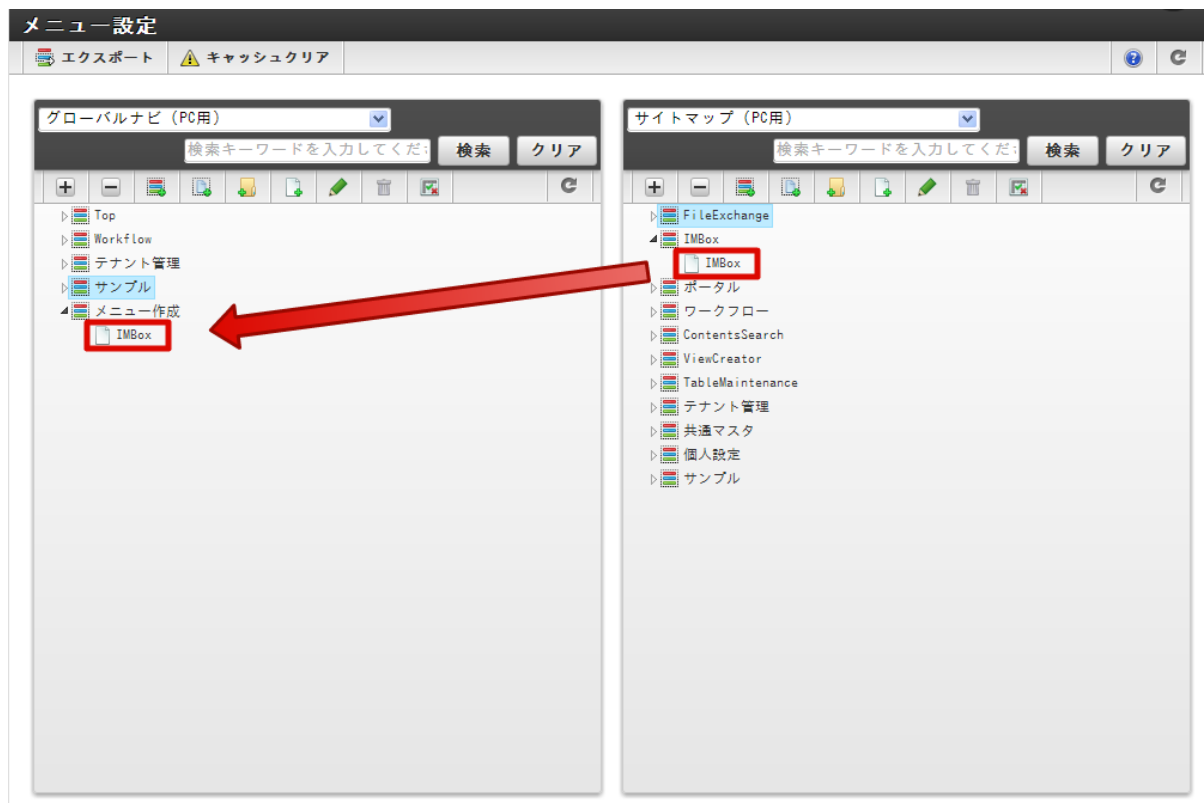 メニュー設定
エクスポート キャッシュクリア
グローバルナビ (PC用)
検索キーワードを入力してくだ 検索 クリア
Top
Workflow
テナント管理
サンプル
メニュー作成
IMBox
サイトマップ (PC用)
検索キーワードを入力してくだ 検索 クリア
FileExchange
IMBox
IMBox
ポータル
ワークフロー
ContentsSearch
ViewCreator
TableMaintenance
テナント管理
共通マスタ
個人設定
サンプル